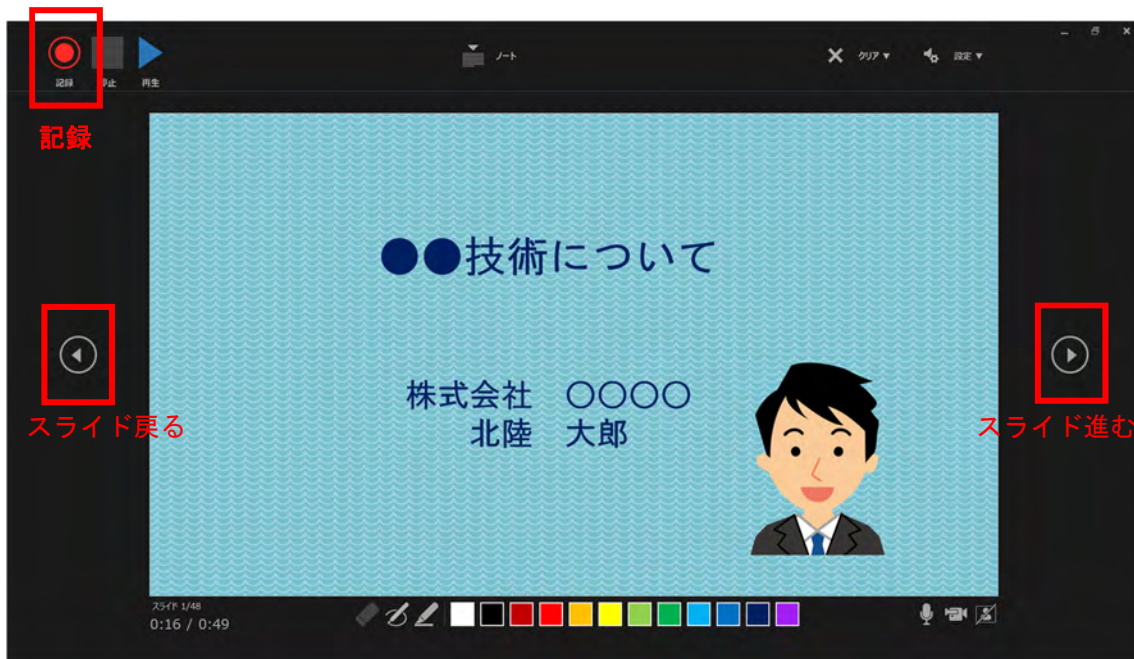 記録 停止 再生
ノート
クリア▼ 設定▼
記録
●●技術について
株式会社 〇〇〇〇
北陸 大郎
スライド戻る
スライド進む
スライド 1/48
0:16 / 0:49